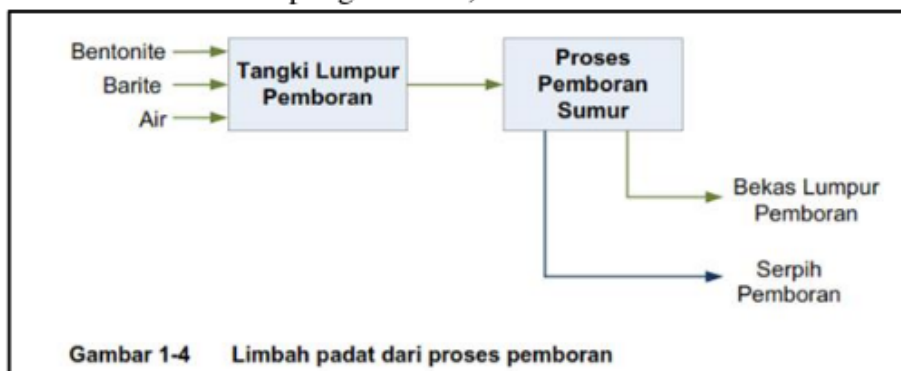 Bentonite
Barite
Air
Tangki Lumpur
Pemboran
Proses
Pemboran
Sumur
Bekas Lumpur
Pemboran
Serpih
Pemboran
Gambar 1-4 Limbah padat dari proses pemboran